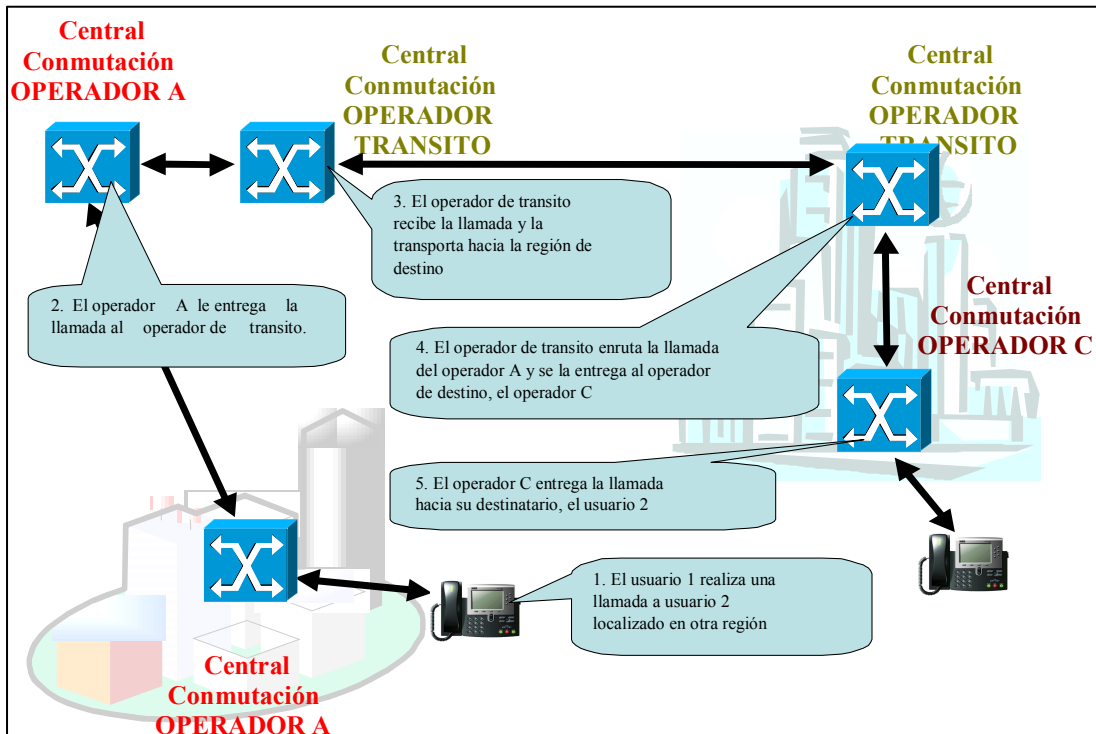 Central
Conmutación
OPERADOR A
Central
Conmutación
OPERADOR
TRANSITO
Central
Conmutación
OPERADOR
TRANSITO
3. El operador de transito
recibe la llamada y la
transporta hacia la región de
destino
2. El operador A le entrega la
llamada al operador de transito.
4. El operador de transito enruta la llamada
del operador A y se la entrega al operador
de destino, el operador C
Central
Conmutación
OPERADOR C
5. El operador C entrega la llamada
hacia su destinatario, el usuario 2
1. El usuario 1 realiza una
llamada a usuario 2
localizado en otra región
Central
Conmutación
OPERADOR A